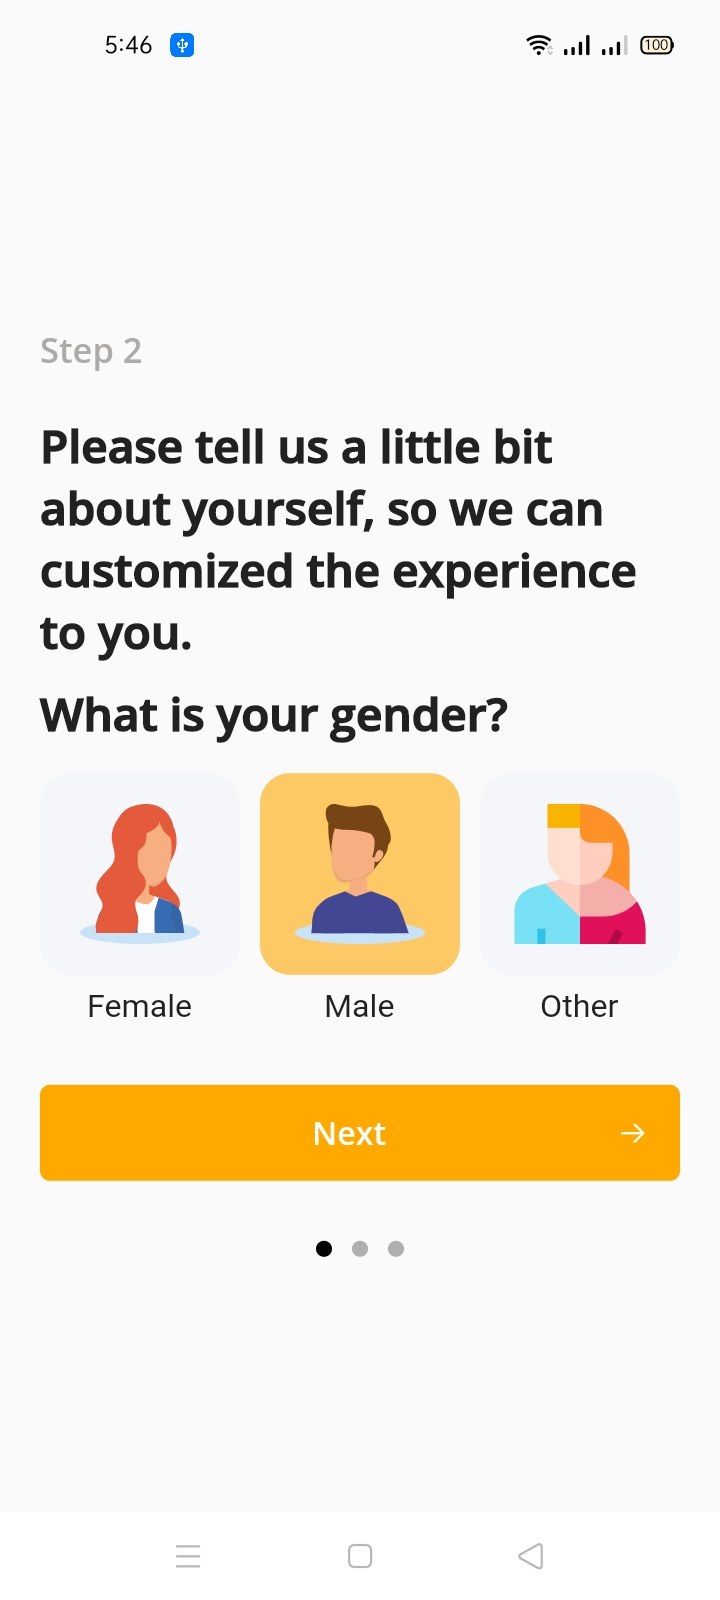 5:46
100
Step 2
Please tell us a little bit
about yourself, so we can
customized the experience
to you.
What is your gender?
Female Male Other
Next